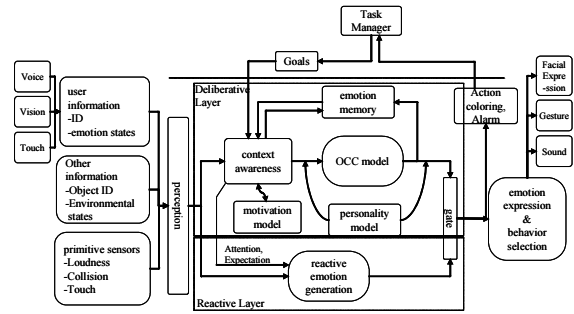 Task
Manager
Goals
Voice
Vision
Touch
user
information
-ID
-emotion states
Other
information
-Object ID
-Environmental
states
primitive sensors
-Loudness
-Collision
-Touch
perception
Deliberative
Layer
emotion
memory
context
awareness
OCC model
motivation
model
personality
model
Attention,
Expectation
reactive
emotion
generation
Reactive Layer
gate
Action
coloring,
Alarm
Facial
Expre
-ssion
Gesture
Sound
emotion
expression
&
behavior
selection